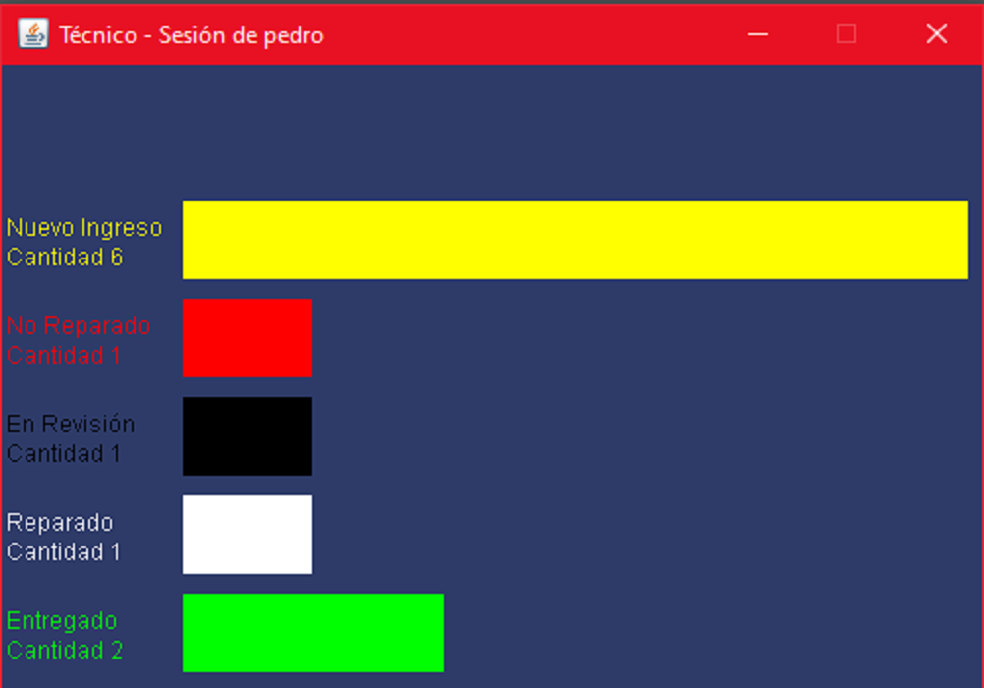 Técnico - Sesión de pedro
Nuevo Ingreso
Cantidad 6
No Reparado
Cantidad 1
En Revisión
Cantidad 1
Reparado
Cantidad 1
Entregado
Cantidad 2